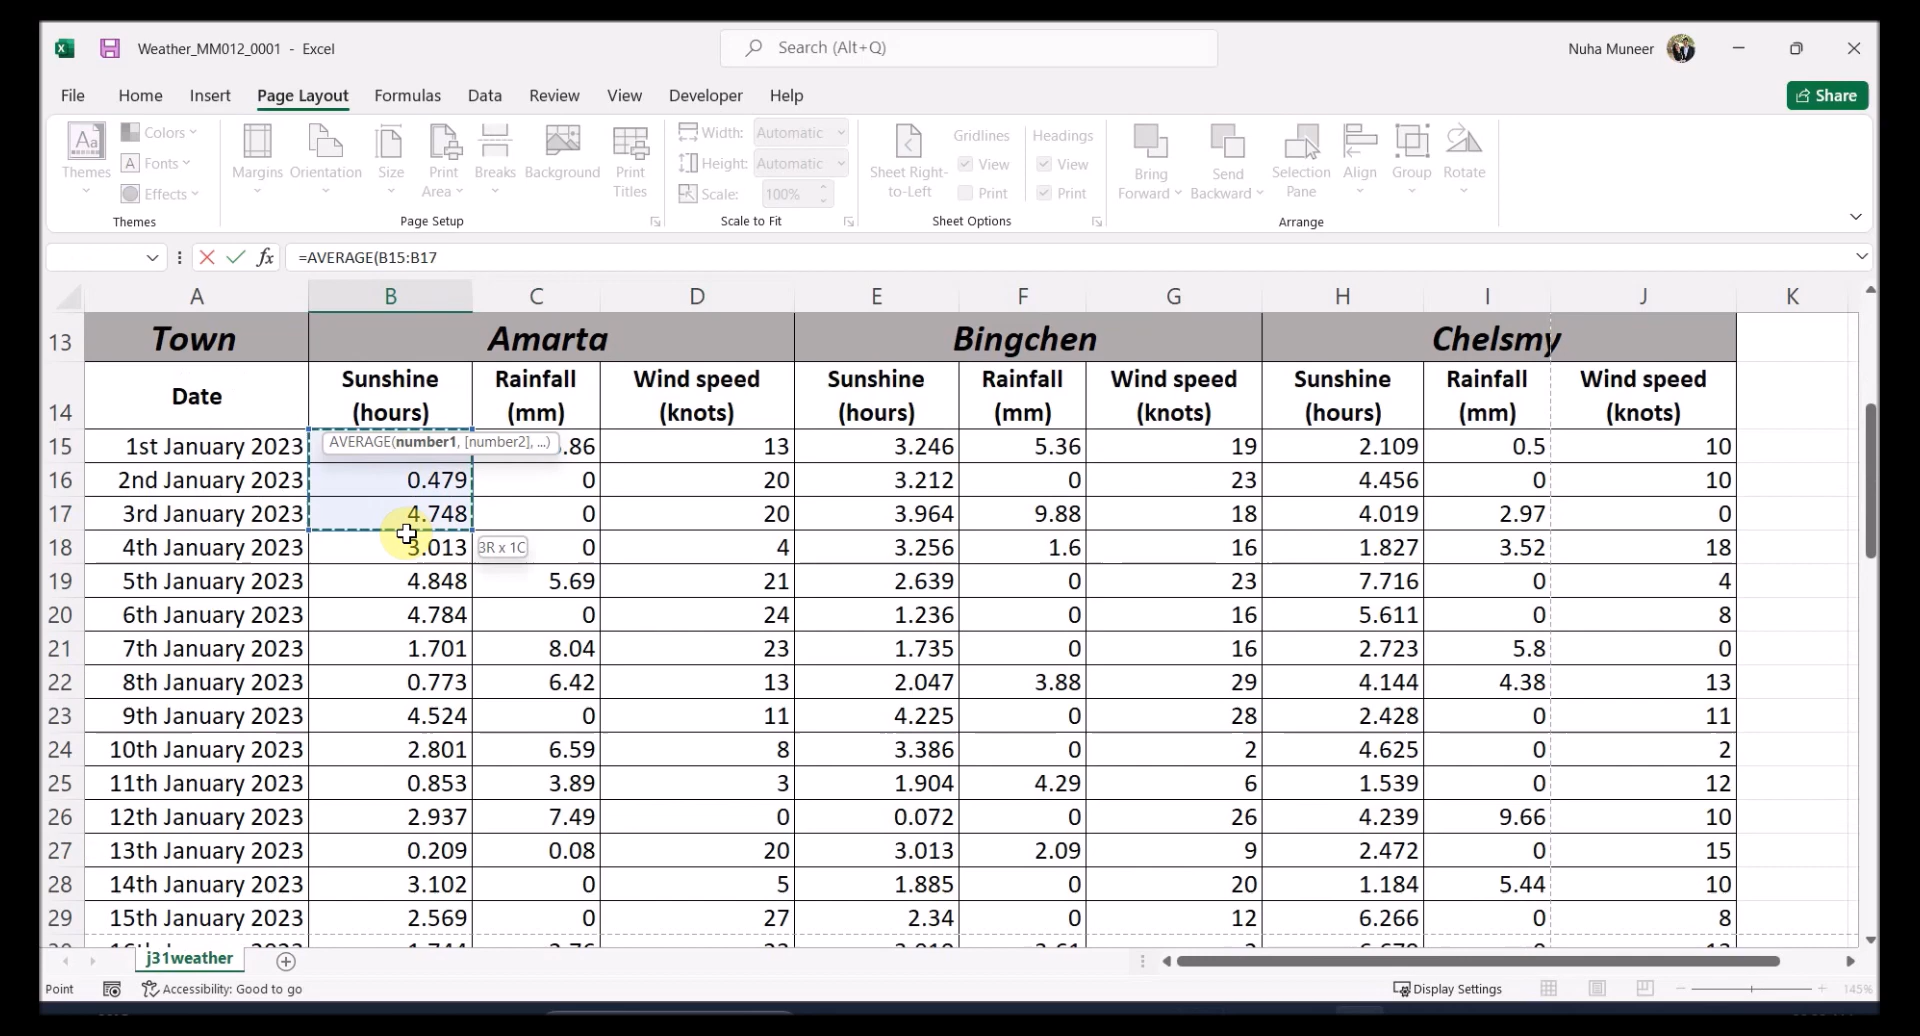 Weather_MM012_0001 - Excel
Search (Alt+Q)
Nuha Muneer
File Home Insert Page Layout Formulas Data Review View Developer Help
Share
Themes
Colors
Fonts
Effects
Themes
Margins Orientation Size Print Area Breaks Background Print Titles
Page Setup
Width: Automatic
Height: Automatic
Scale: 100%
Scale to Fit
Sheet Right-to-Left
Gridlines
View
Print
Headings
View
Print
Sheet Options
Bring Forward Send Backward Selection Pane Align Group Rotate
Arrange
fx =AVERAGE(B15:B17
A B C D E F G H I J K
13 Town Amarta Bingchen Chelsmy
14 Date Sunshine (hours) Rainfall (mm) Wind speed (knots) Sunshine (hours) Rainfall (mm) Wind speed (knots) Sunshine (hours) Rainfall (mm) Wind speed (knots)
AVERAGE(number1, [number2], ...)
15 1st January 2023 .86 13 3.246 5.36 19 2.109 0.5 10
16 2nd January 2023 0.479 0 20 3.212 0 23 4.456 0 10
17 3rd January 2023 4.748 0 20 3.964 9.88 18 4.019 2.97 0
18 4th January 2023 3.013 0 4 3.256 1.6 16 1.827 3.52 18
3R x 1C
19 5th January 2023 4.848 5.69 21 2.639 0 23 7.716 0 4
20 6th January 2023 4.784 0 24 1.236 0 16 5.611 0 8
21 7th January 2023 1.701 8.04 23 1.735 0 16 2.723 5.8 0
22 8th January 2023 0.773 6.42 13 2.047 3.88 29 4.144 4.38 13
23 9th January 2023 4.524 0 11 4.225 0 28 2.428 0 11
24 10th January 2023 2.801 6.59 8 3.386 0 2 4.625 0 2
25 11th January 2023 0.853 3.89 3 1.904 4.29 6 1.539 0 12
26 12th January 2023 2.937 7.49 0 0.072 0 26 4.239 9.66 10
27 13th January 2023 0.209 0.08 20 3.013 2.09 9 2.472 0 15
28 14th January 2023 3.102 0 5 1.885 0 20 1.184 5.44 10
29 15th January 2023 2.569 0 27 2.34 0 12 6.266 0 8
j31weather
Point
Accessibility: Good to go
Display Settings
145%